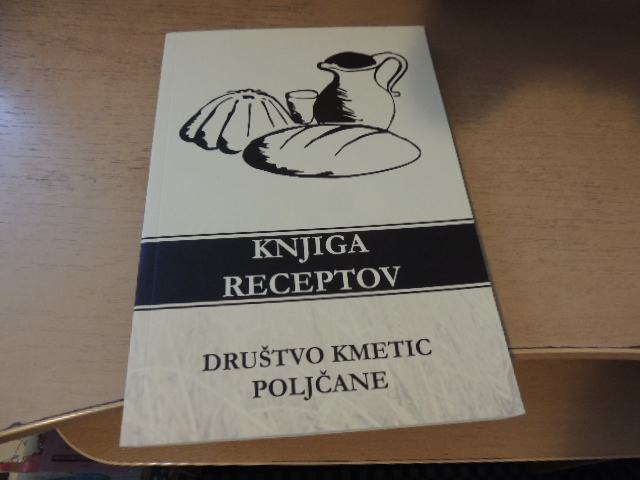 KNJIGA
RECEPTOV
DRUŠTVO KMETIC
POLJČANE